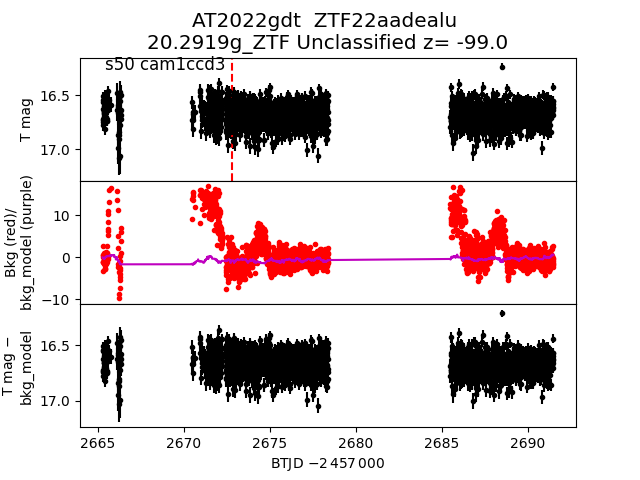 AT2022gdt  ZTF22aadealu
20.2919g_ZTF Unclassified z= -99.0
s50 cam1ccd3
T mag
16.5
17.0
Bkg (red)/
bkg_model (purple)
10
0
−10
T mag −
bkg_model
16.5
17.0
2665 2670 2675 2680 2685 2690
BTJD −2 457 000